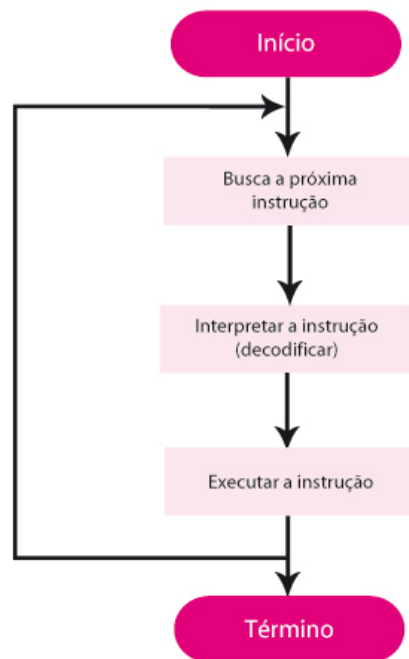 Início
Busca a próxima
instrução
Interpretar a instrução
(decodificar)
Executar a instrução
Término